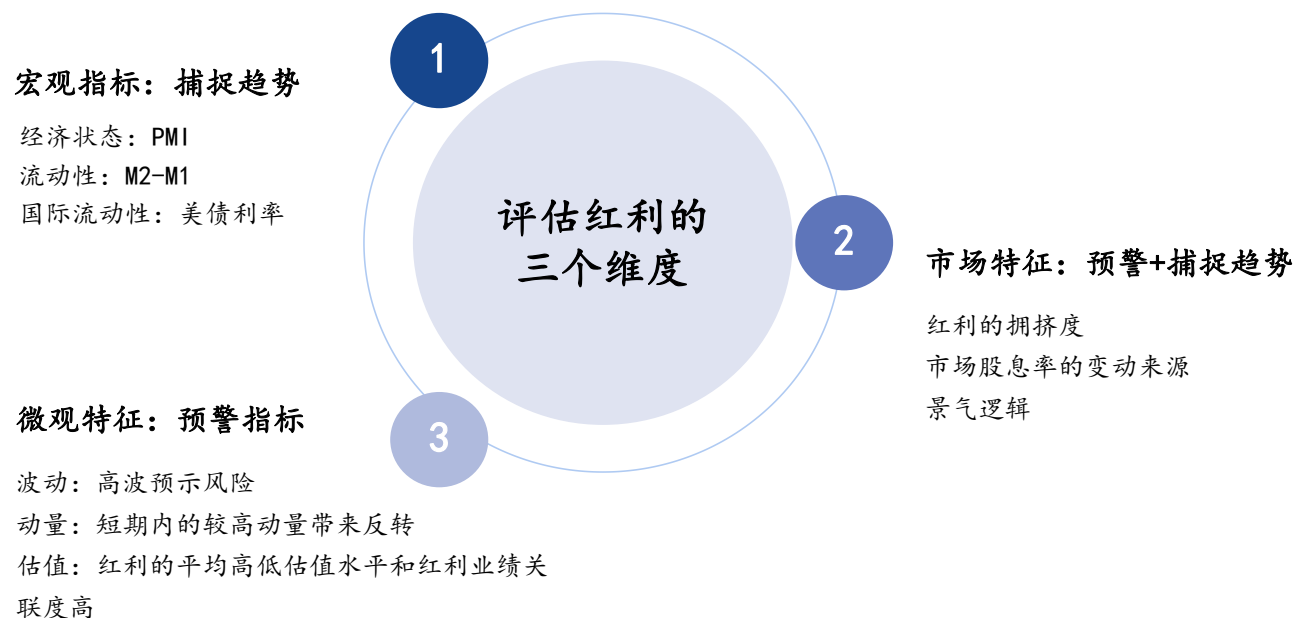 1
宏观指标：捕捉趋势
经济状态：PMI
流动性：M2-M1
国际流动性：美债利率
评估红利的
三个维度
2
市场特征：预警+捕捉趋势
红利的拥挤度
市场股息率的变动来源
景气逻辑
3
微观特征：预警指标
波动：高波预示风险
动量：短期内的较高动量带来反转
估值：红利的平均高低估值水平和红利业绩关
联度高